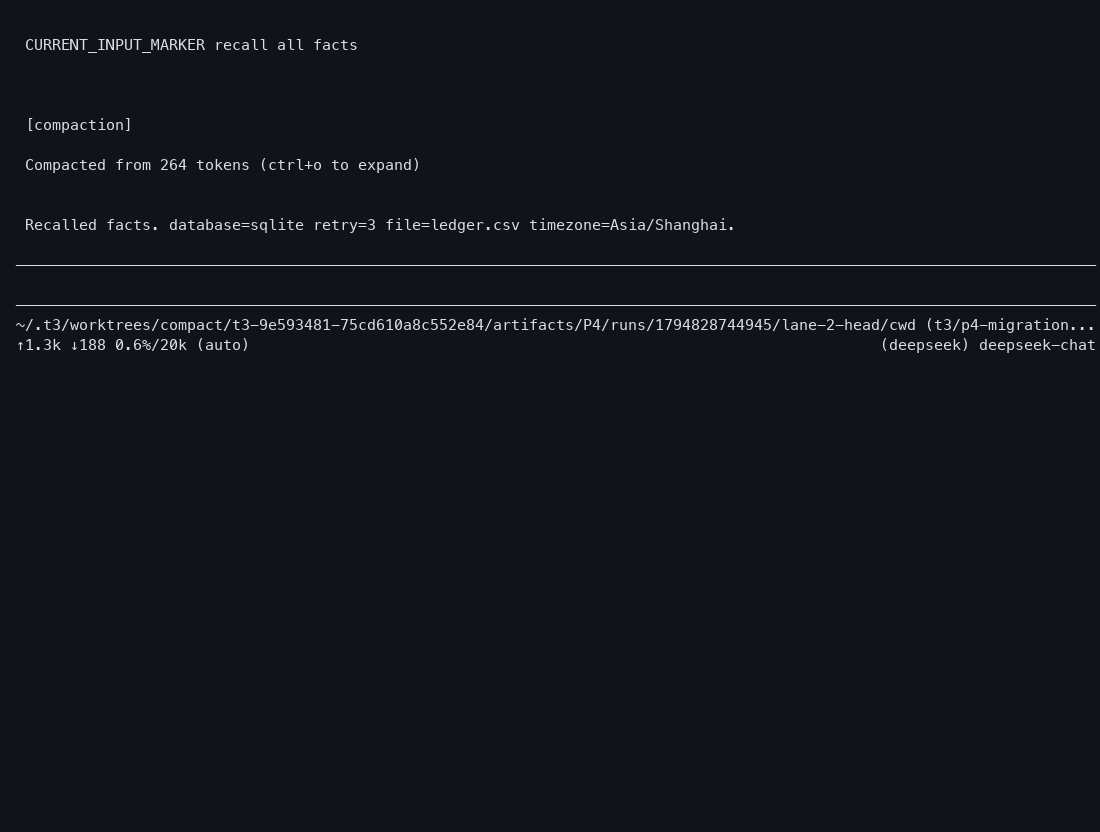 CURRENT_INPUT_MARKER recall all facts
[compaction]
Compacted from 264 tokens (ctrl+o to expand)
Recalled facts. database=sqlite retry=3 file=ledger.csv timezone=Asia/Shanghai.
~/.t3/worktrees/compact/t3-9e593481-75cd610a8c552e84/artifacts/P4/runs/1794828744945/lane-2-head/cwd (t3/p4-migration...
↑1.3k ↓188 0.6%/20k (auto) (deepseek) deepseek-chat